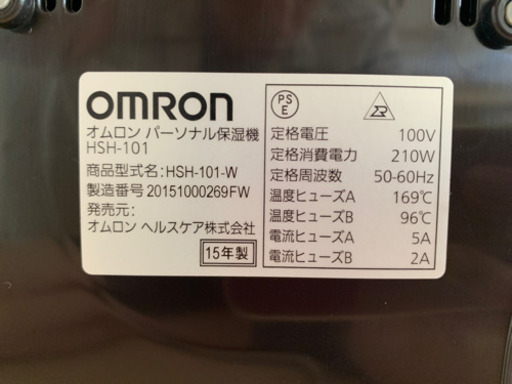 OMRON
オムロン パーソナル保湿機
HSH-101
商品型式:HSH-101-W
製造番号 20151000269FW
発売元:
オムロン ヘルスケア株式会社
15年製
PS
E
定格電圧 100V
定格消費電力 210W
定格周波数 50-60Hz
温度ヒューズA 169℃
温度ヒューズB 96℃
電流ヒューズA 5A
電流ヒューズB 2A